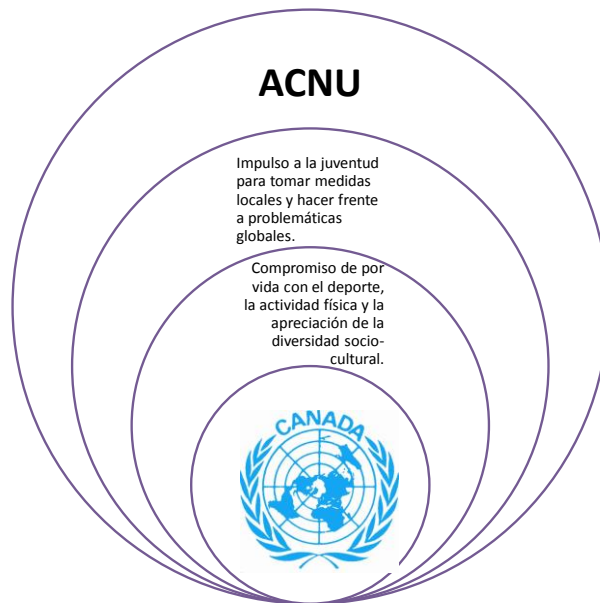 ACNU
Impulso a la juventud
para tomar medidas
locales y hacer frente
a problemáticas
globales.
Compromiso de por
vida con el deporte,
la actividad física y la
apreciación de la
diversidad socio-
cultural.
CANADA